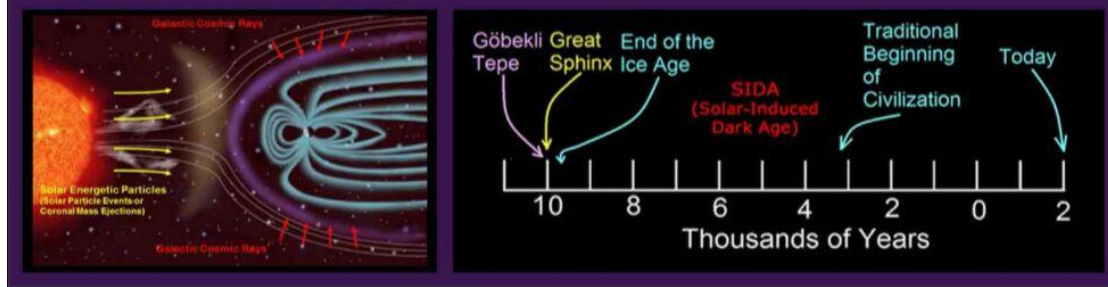 Galactic Cosmic Rays
Solar Energetic Particles
(Solar Particle Events or
Coronal Mass Ejections)
Galactic Cosmic Rays
Göbekli
Tepe
Great
Sphinx
End of the
Ice Age
SIDA
(Solar-Induced
Dark Age)
Traditional
Beginning
of
Civilization
Today
10 8 6 4 2 0 2
Thousands of Years